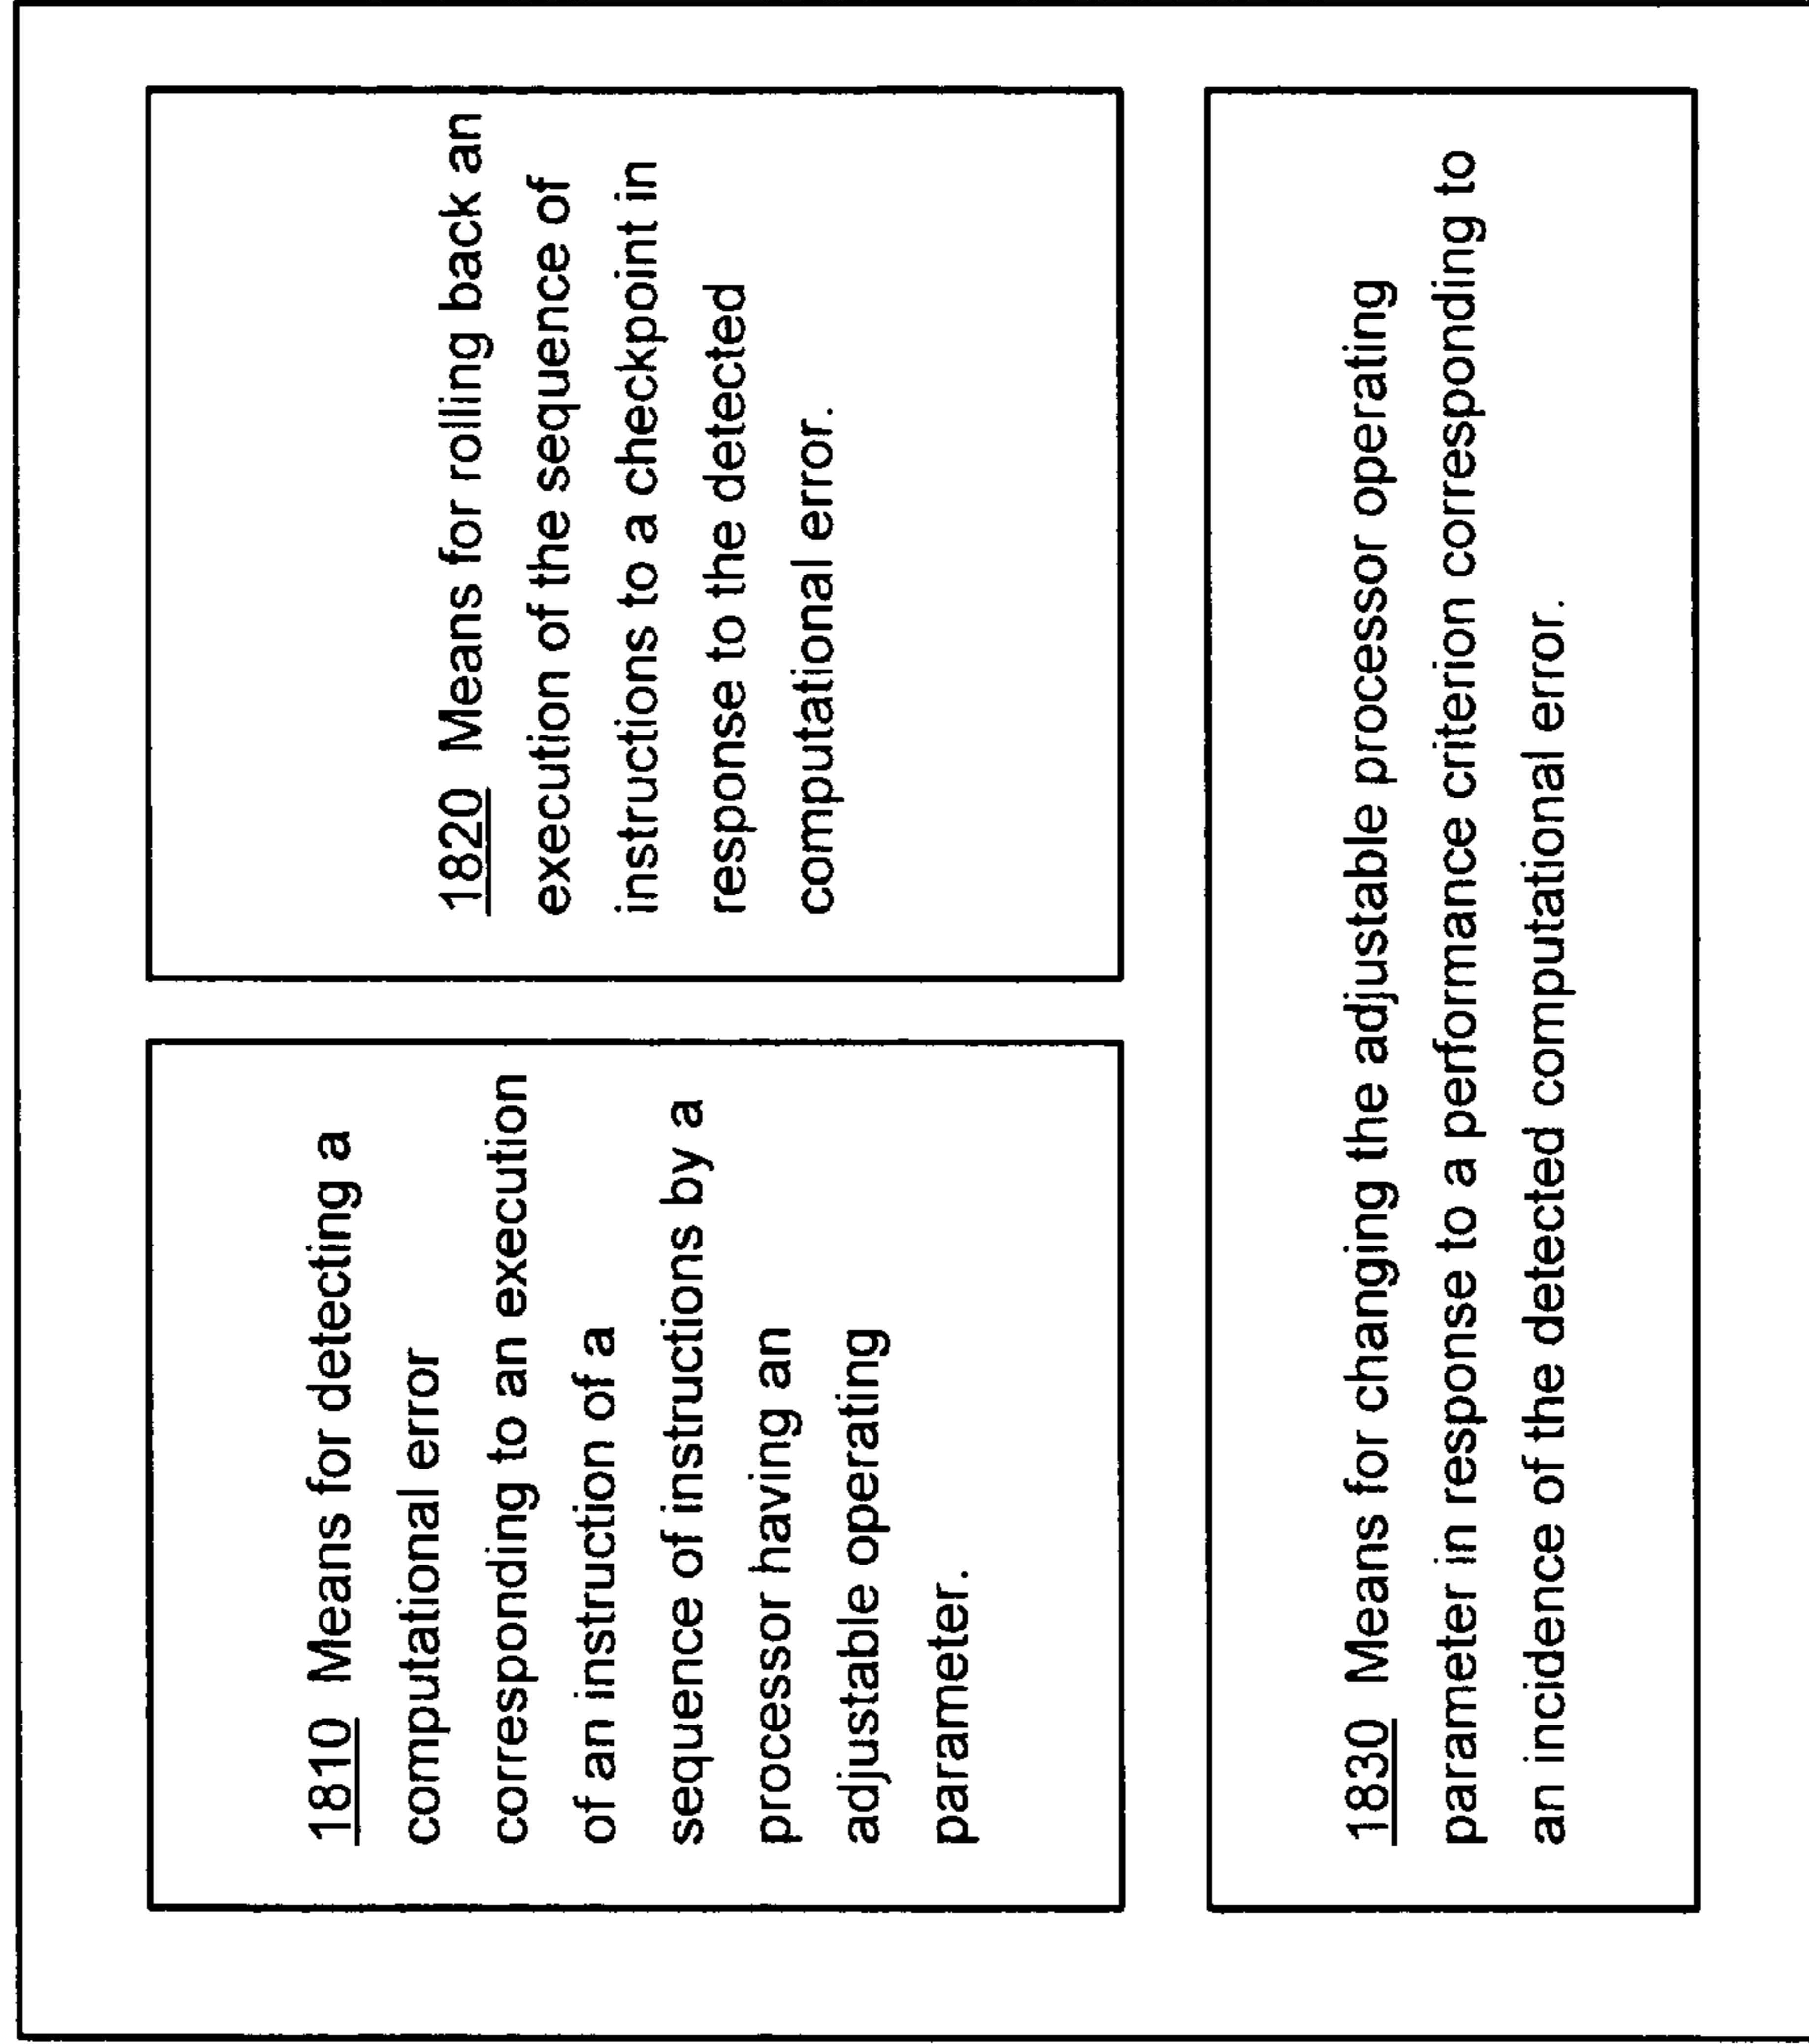 1810 Means for detecting a
computational error
corresponding to an execution
of an instruction of a
sequence of instructions by a
processor having an
adjustable operating
parameter.
1820 Means for rolling back an
execution of the sequence of
instructions to a checkpoint in
response to the detected
computational error.
1830 Means for changing the adjustable processor operating
parameter in response to a performance criterion corresponding to
an incidence of the detected computational error.